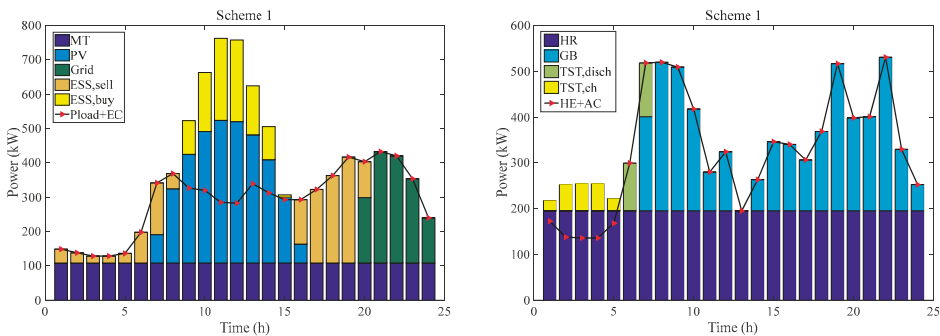 Scheme 1
800
700
600
500
400
300
200
100
0
Power (kW)
MT
PV
Grid
ESS,sell
ESS,buy
Pload+EC
0
5
10
15
20
25
Time (h)
Scheme 1
600
500
400
300
200
100
0
Power (kW)
HR
GB
TST,disch
TST,ch
HE+AC
0
5
10
15
20
25
Time (h)